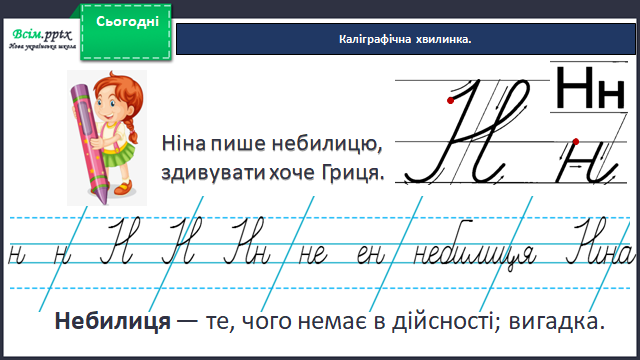 Всім.pptx
Нова українська школа
Сьогодні
Каліграфічна хвилинка.
Н Нн
н
Ніна пише небилицю,
здивувати хоче Гриця.
н н Н Н Нн не ен небилиця Ніна
Небилиця — те, чого немає в дійсності; вигадка.